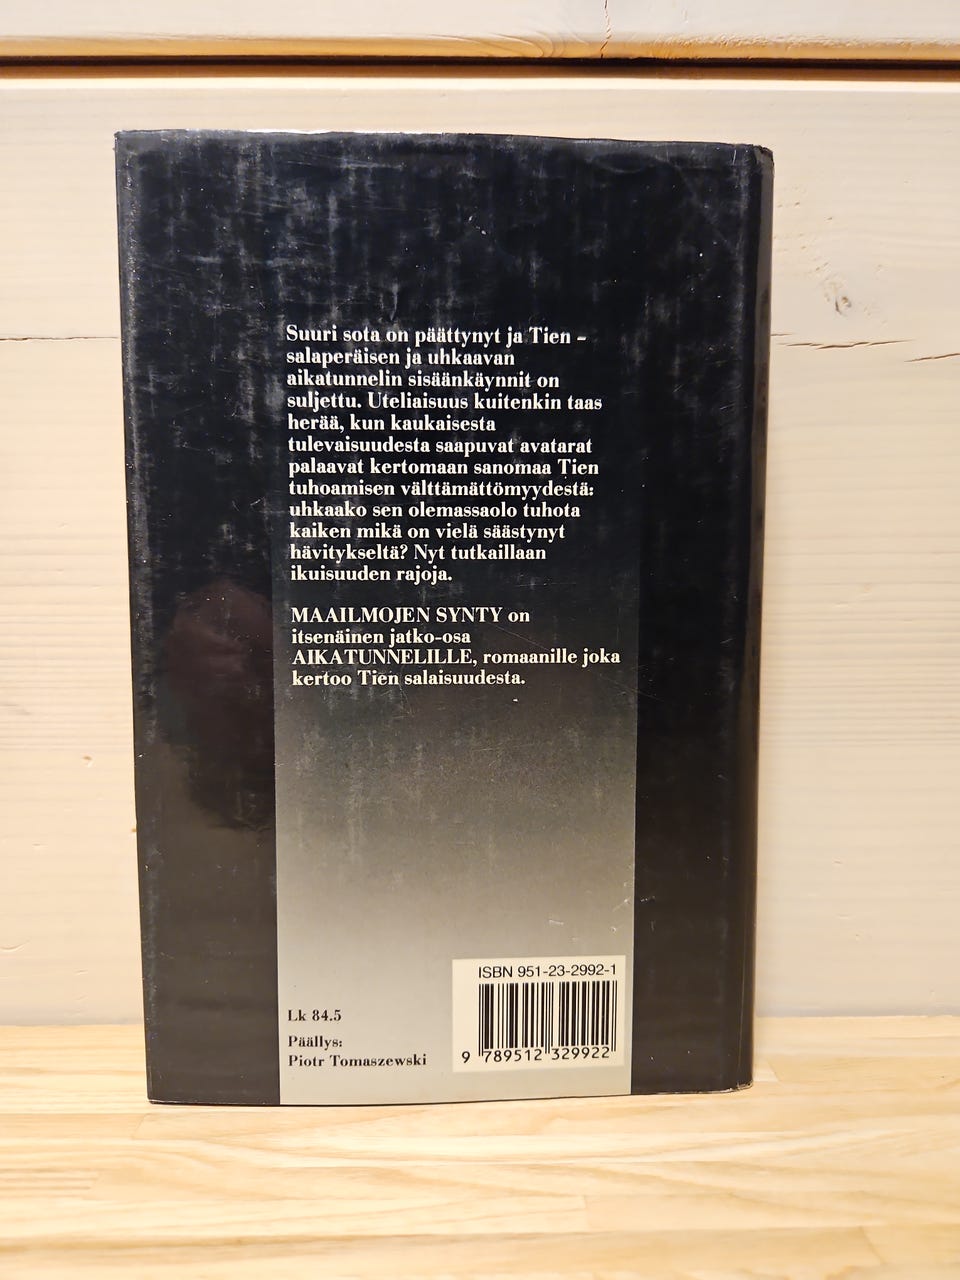 Suuri sota on päättynyt ja Tien –
salaperäisen ja uhkaavan
aikatunnelin sisäänkäynnit on
suljettu. Uteliaisuus kuitenkin taas
herää, kun kaukaisesta
tulevaisuudesta saapuvat avatarat
palaavat kertomaan sanomaa Tien
tuhoamisen välttämättömyydestä:
uhkaako sen olemassaolo tuhota
kaiken mikä on vielä säästynyt
hävitykseltä? Nyt tutkaillaan
ikuisuuden rajoja.
MAAILMOJEN SYNTY on
itsenäinen jatko-osa
AIKATUNNELILLE, romaanille joka
kertoo Tien salaisuudesta.
ISBN 951-23-2992-1
9 789512 329922
Lk 84.5
Päällys:
Piotr Tomaszewski